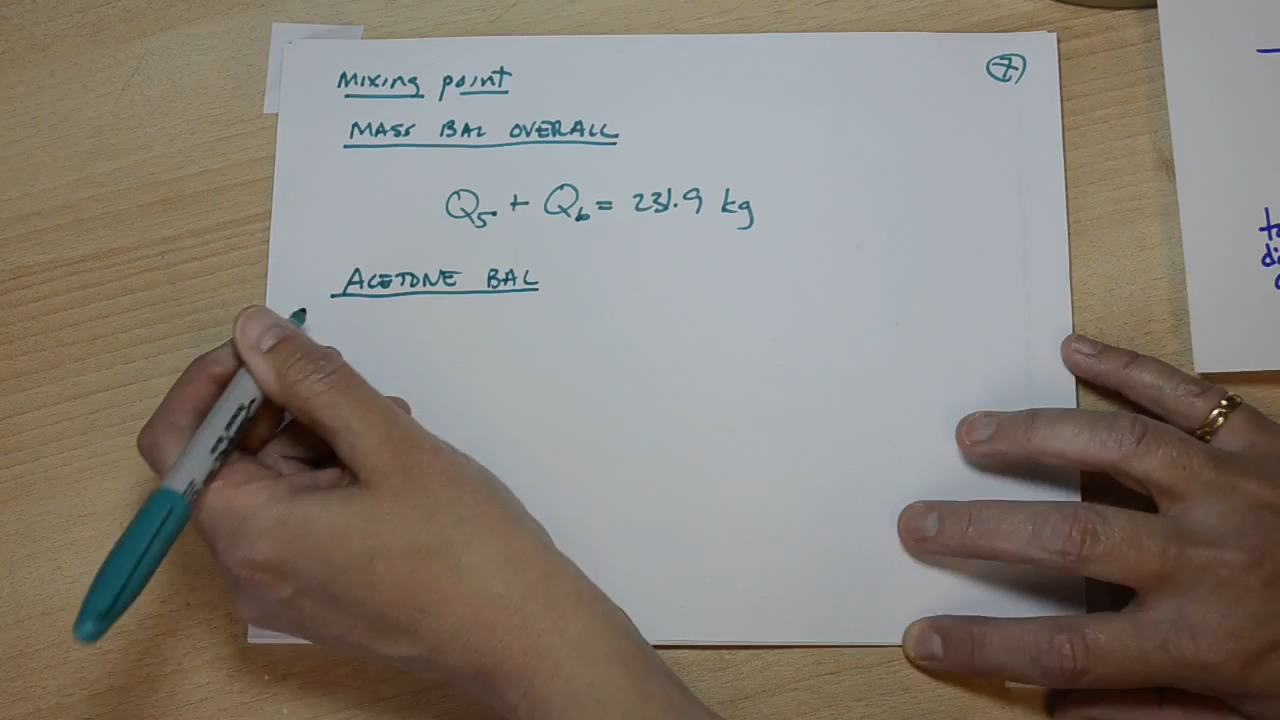 7
Mixing point
MASS BAL OVERALL
Q5 + Q6 = 231.9 kg
ACETONE BAL